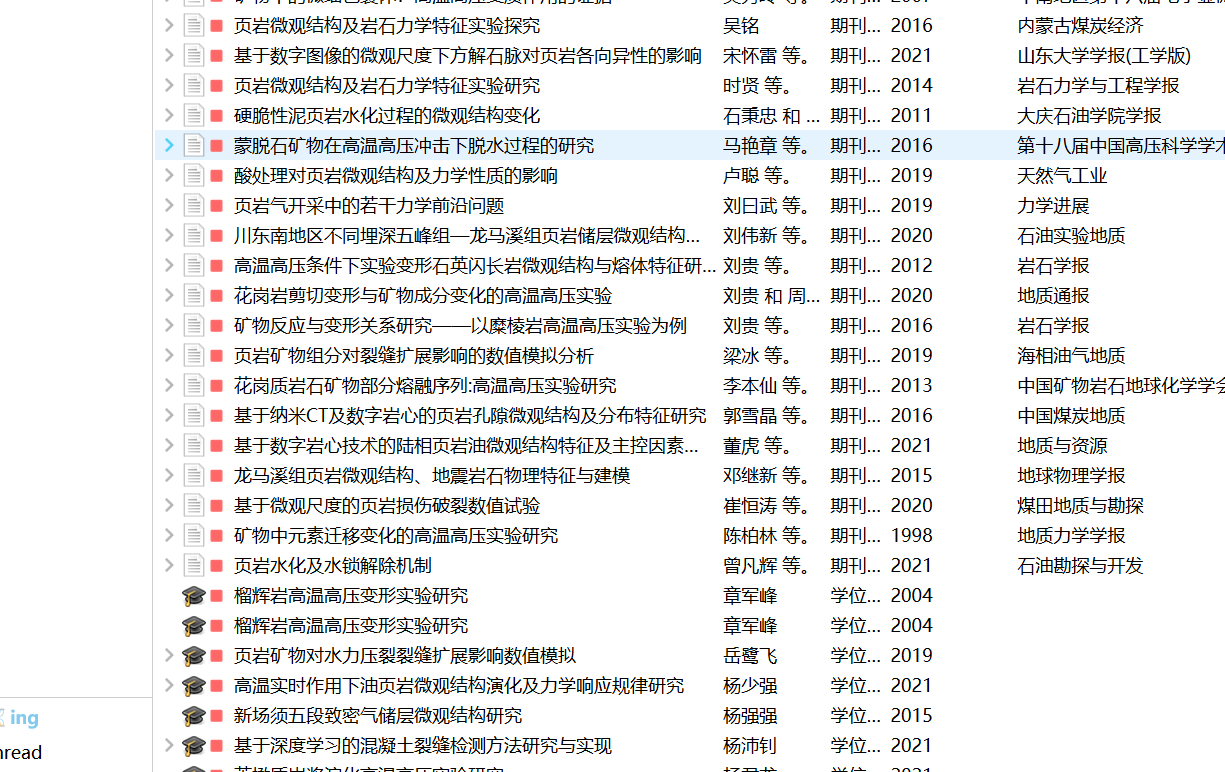 页岩微观结构及岩石力学特征实验探究 吴铭 期刊... 2016 内蒙古煤炭经济
基于数字图像的微观尺度下方解石脉对页岩各向异性的影响 宋怀雷 等。 期刊... 2021 山东大学学报(工学版)
页岩微观结构及岩石力学特征实验研究 时贤 等。 期刊... 2014 岩石力学与工程学报
硬脆性泥页岩水化过程的微观结构变化 石秉忠 和 ... 期刊... 2011 大庆石油学院学报
蒙脱石矿物在高温高压冲击下脱水过程的研究 马艳章 等。 期刊... 2016 第十八届中国高压科学学术
酸处理对页岩微观结构及力学性质的影响 卢聪 等。 期刊... 2019 天然气工业
页岩气开采中的若干力学前沿问题 刘曰武 等。 期刊... 2019 力学进展
川东南地区不同埋深五峰组—龙马溪组页岩储层微观结构... 刘伟新 等。 期刊... 2020 石油实验地质
高温高压条件下实验变形石英闪长岩微观结构与熔体特征研... 刘贵 等。 期刊... 2012 岩石学报
花岗岩剪切变形与矿物成分变化的高温高压实验 刘贵 和 周... 期刊... 2020 地质通报
矿物反应与变形关系研究——以糜棱岩高温高压实验为例 刘贵 等。 期刊... 2016 岩石学报
页岩矿物组分对裂缝扩展影响的数值模拟分析 梁冰 等。 期刊... 2019 海相油气地质
花岗质岩石矿物部分熔融序列:高温高压实验研究 李本仙 等。 期刊... 2013 中国矿物岩石地球化学学会
基于纳米CT及数字岩心的页岩孔隙微观结构及分布特征研究 郭雪晶 等。 期刊... 2016 中国煤炭地质
基于数字岩心技术的陆相页岩油微观结构特征及主控因素... 董虎 等。 期刊... 2021 地质与资源
龙马溪组页岩微观结构、地震岩石物理特征与建模 邓继新 等。 期刊... 2015 地球物理学报
基于微观尺度的页岩损伤破裂数值试验 崔恒涛 等。 期刊... 2020 煤田地质与勘探
矿物中元素迁移变化的高温高压实验研究 陈柏林 等。 期刊... 1998 地质力学学报
页岩水化及水锁解除机制 曾凡辉 等。 期刊... 2021 石油勘探与开发
榴辉岩高温高压变形实验研究 章军峰 学位... 2004
榴辉岩高温高压变形实验研究 章军峰 学位... 2004
页岩矿物对水力压裂裂缝扩展影响数值模拟 岳鹭飞 学位... 2019
高温实时作用下油页岩微观结构演化及力学响应规律研究 杨少强 学位... 2021
新场须五段致密气储层微观结构研究 杨强强 学位... 2015
基于深度学习的混凝土裂缝检测方法研究与实现 杨沛钊 学位... 2021
ing
read